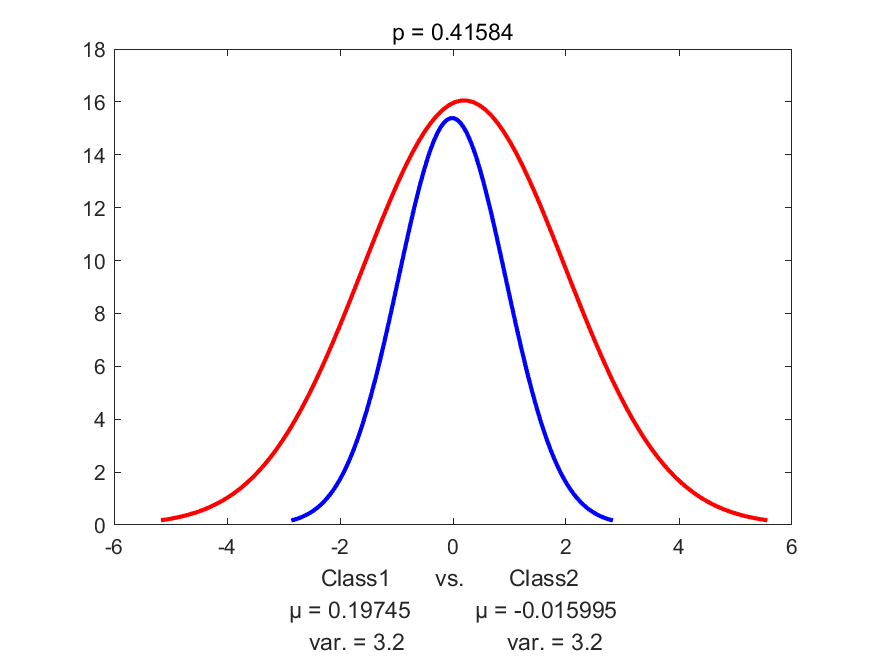 p = 0.41584
18
16
14
12
10
8
6
4
2
0
-6 -4 -2 0 2 4 6
Class1 vs. Class2
μ = 0.19745 μ = -0.015995
var. = 3.2 var. = 3.2